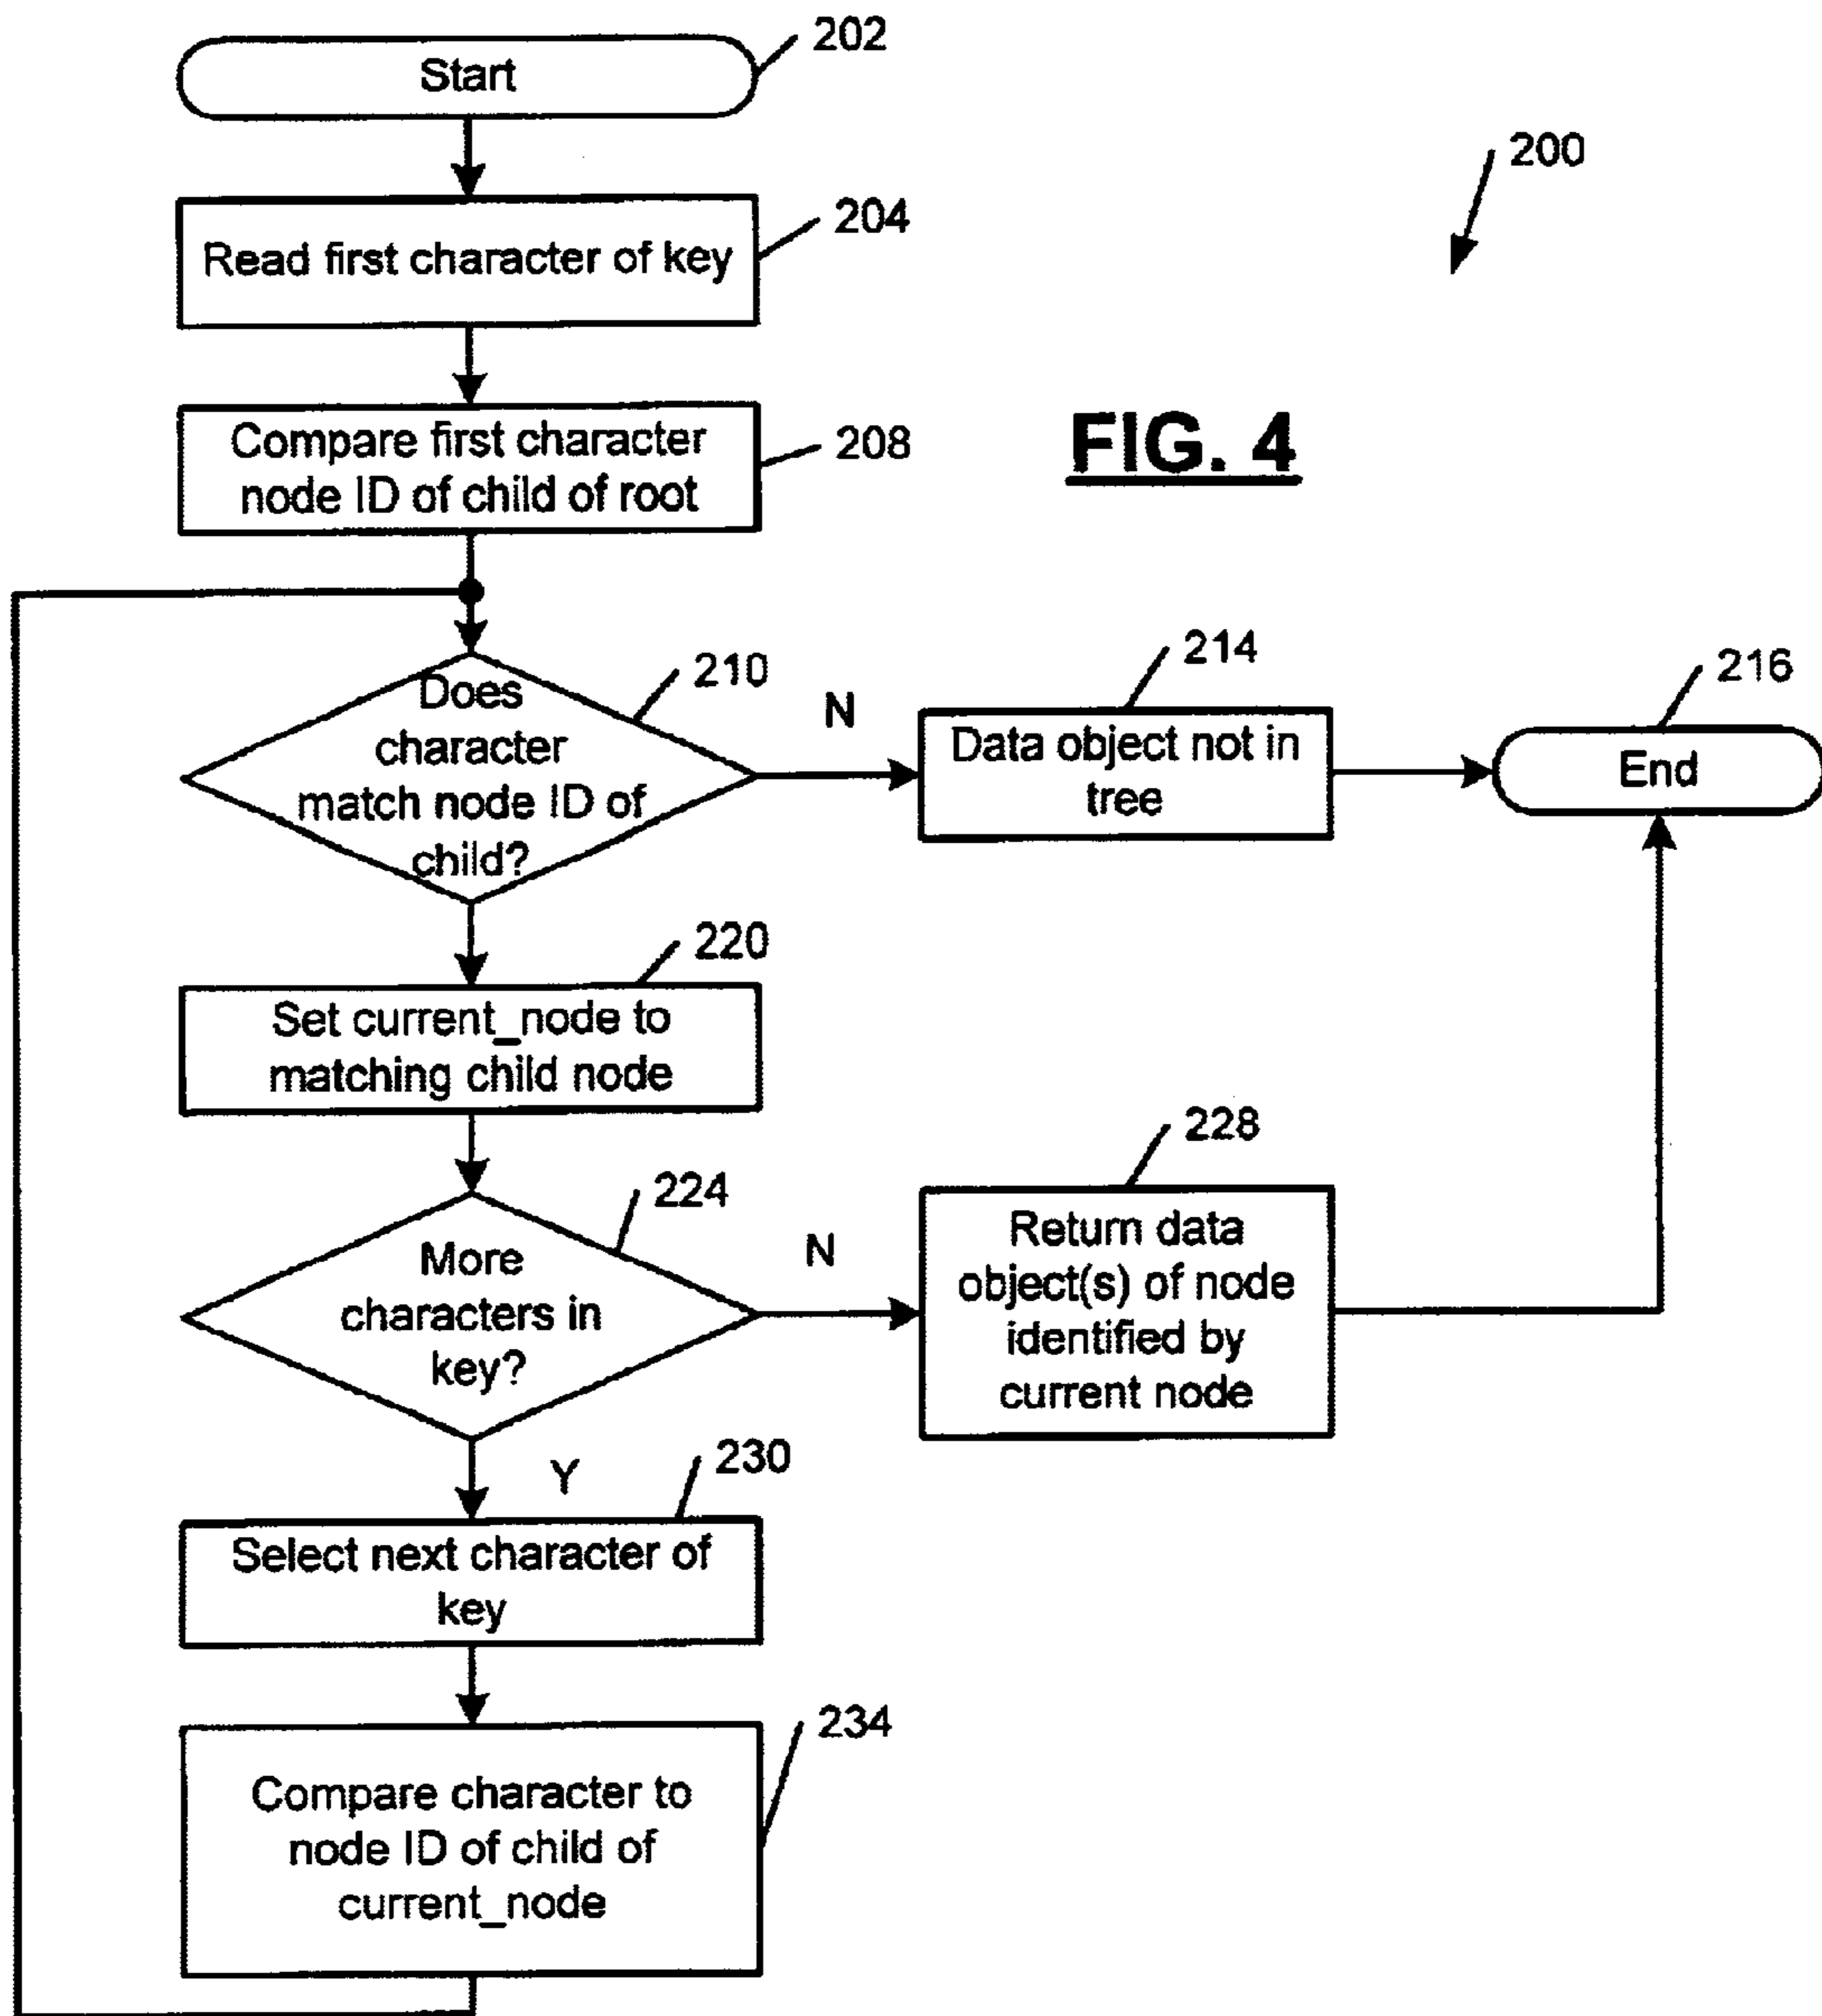 202
Start
200
204
Read first character of key
208
Compare first character
node ID of child of root
FIG. 4
210
Does
character
match node ID of
child?
N
214
Data object not in
tree
216
End
220
Set current_node to
matching child node
224
More
characters in
key?
N
228
Return data
object(s) of node
identified by
current node
Y
230
Select next character of
key
234
Compare character to
node ID of child of
current_node